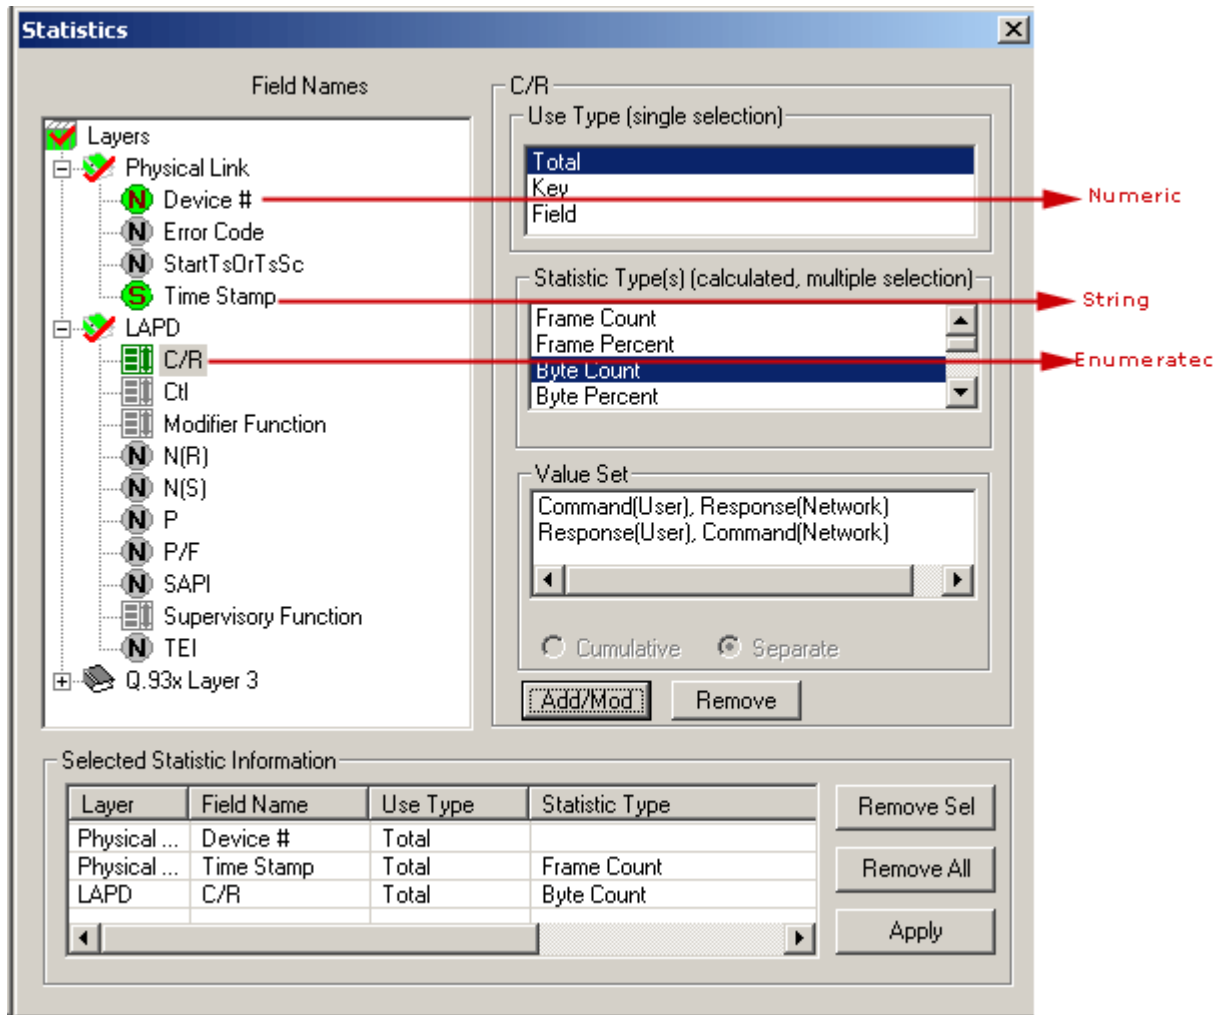 Statistics
Field Names
Layers
Physical Link
N Device #
N Error Code
N StartTsOrTsSc
S Time Stamp
LAPD
C/R
Ctl
Modifier Function
N N(R)
N N(S)
N P
N P/F
N SAPI
Supervisory Function
N TEI
Q.93x Layer 3
C/R
Use Type (single selection)
Total
Key
Field
Statistic Type(s) (calculated, multiple selection)
Frame Count
Frame Percent
Byte Count
Byte Percent
Value Set
Command(User), Response(Network)
Response(User), Command(Network)
Cumulative Separate
Add/Mod Remove
Numeric
String
Enumeratec
Selected Statistic Information
Layer Field Name Use Type Statistic Type
Physical ... Device # Total
Physical ... Time Stamp Total Frame Count
LAPD C/R Total Byte Count
Remove Sel
Remove All
Apply